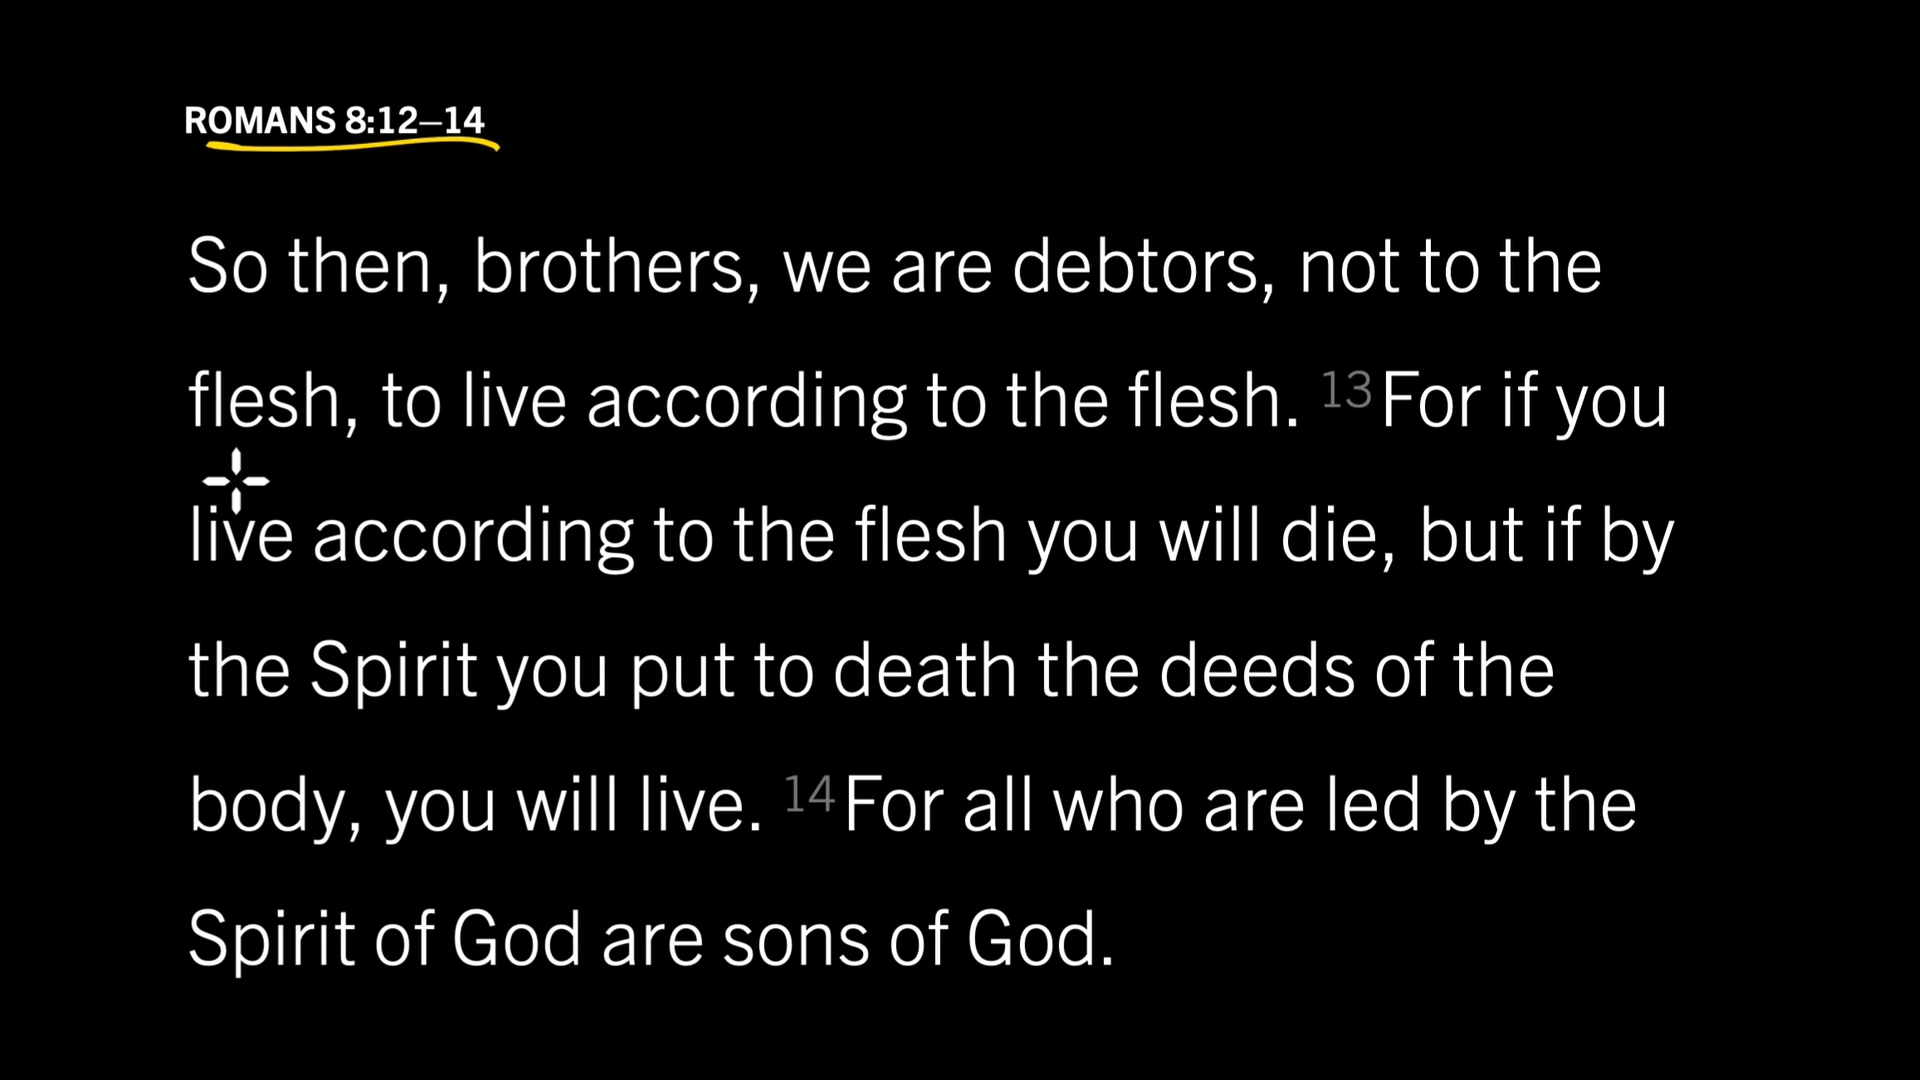 ROMANS 8:12–14
So then, brothers, we are debtors, not to the
flesh, to live according to the flesh. 13 For if you
live according to the flesh you will die, but if by
the Spirit you put to death the deeds of the
body, you will live. 14 For all who are led by the
Spirit of God are sons of God.